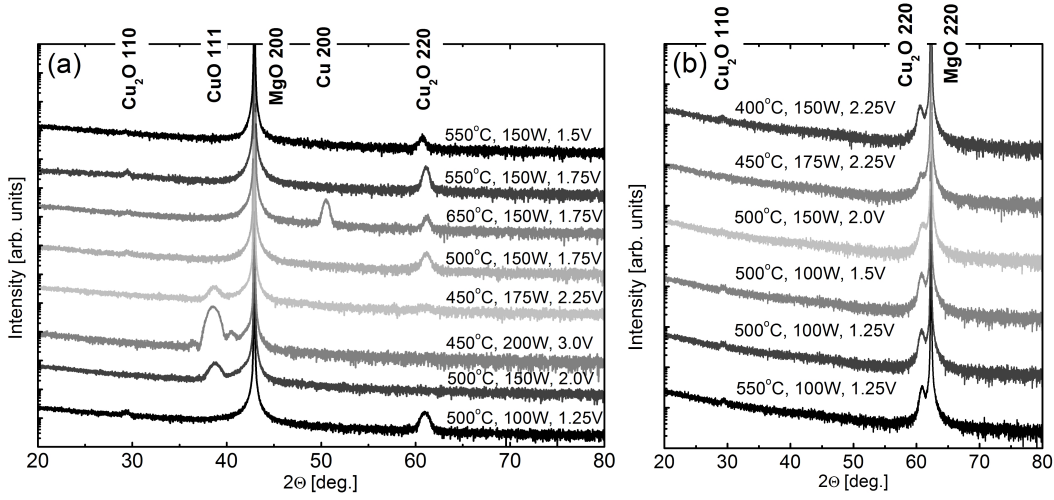 (a)
Cu₂O 110
CuO 111
MgO 200
Cu 200
Cu₂O 220
550°C, 150W, 1.5V
550°C, 150W, 1.75V
650°C, 150W, 1.75V
500°C, 150W, 1.75V
450°C, 175W, 2.25V
450°C, 200W, 3.0V
500°C, 150W, 2.0V
500°C, 100W, 1.25V
Intensity [arb. units]
20 30 40 50 60 70 80
2Θ [deg.]
(b)
Cu₂O 110
Cu₂O 220
MgO 220
400°C, 150W, 2.25V
450°C, 175W, 2.25V
500°C, 150W, 2.0V
500°C, 100W, 1.5V
500°C, 100W, 1.25V
550°C, 100W, 1.25V
Intensity [arb. units]
20 30 40 50 60 70 80
2Θ [deg.]